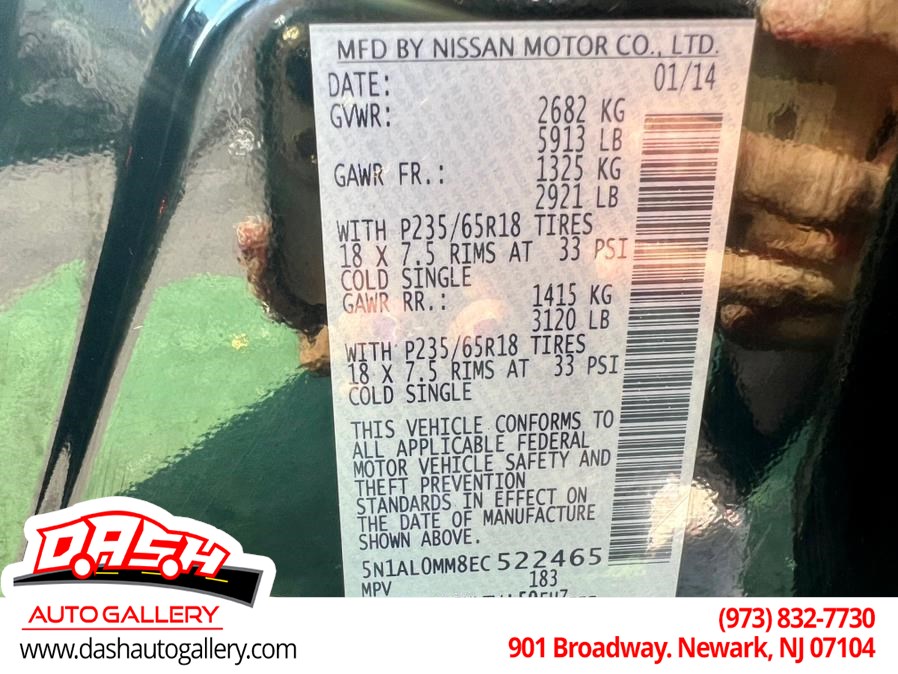 MFD BY NISSAN MOTOR CO., LTD.
DATE: 01/14
GVWR: 2682 KG
5913 LB
GAWR FR.: 1325 KG
2921 LB
WITH P235/65R18 TIRES
18 X 7.5 RIMS AT 33 PSI
COLD SINGLE
GAWR RR.: 1415 KG
3120 LB
WITH P235/65R18 TIRES
18 X 7.5 RIMS AT 33 PSI
COLD SINGLE
THIS VEHICLE CONFORMS TO
ALL APPLICABLE FEDERAL
MOTOR VEHICLE SAFETY AND
THEFT PREVENTION
STANDARDS IN EFFECT ON
THE DATE OF MANUFACTURE
SHOWN ABOVE.
5N1AL0MM8EC 522465
MPV 183
DASH
AUTO GALLERY
www.dashautogallery.com
(973) 832-7730
901 Broadway. Newark, NJ 07104